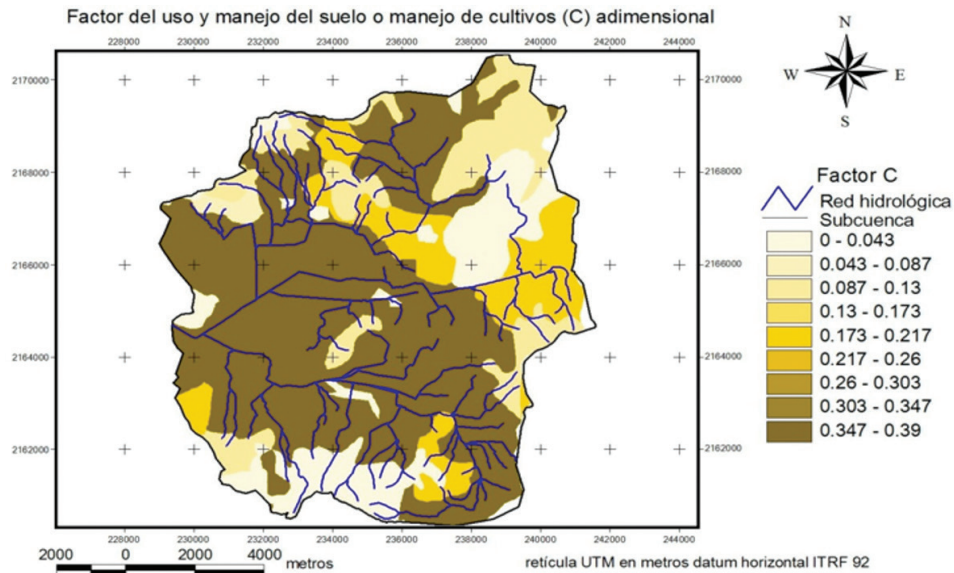 Factor del uso y manejo del suelo o manejo de cultivos (C) adimensional
228000 230000 232000 234000 236000 238000 240000 242000 244000
N
W E
S
2170000 2170000
2168000 2168000
2166000 2166000
2164000 2164000
2162000 2162000
228000 230000 232000 234000 236000 238000 240000 242000 244000
Factor C
Red hidrológica
Subcuenca
0 - 0.043
0.043 - 0.087
0.087 - 0.13
0.13 - 0.173
0.173 - 0.217
0.217 - 0.26
0.26 - 0.303
0.303 - 0.347
0.347 - 0.39
2000 0 2000 4000 metros
retícula UTM en metros datum horizontal ITRF 92